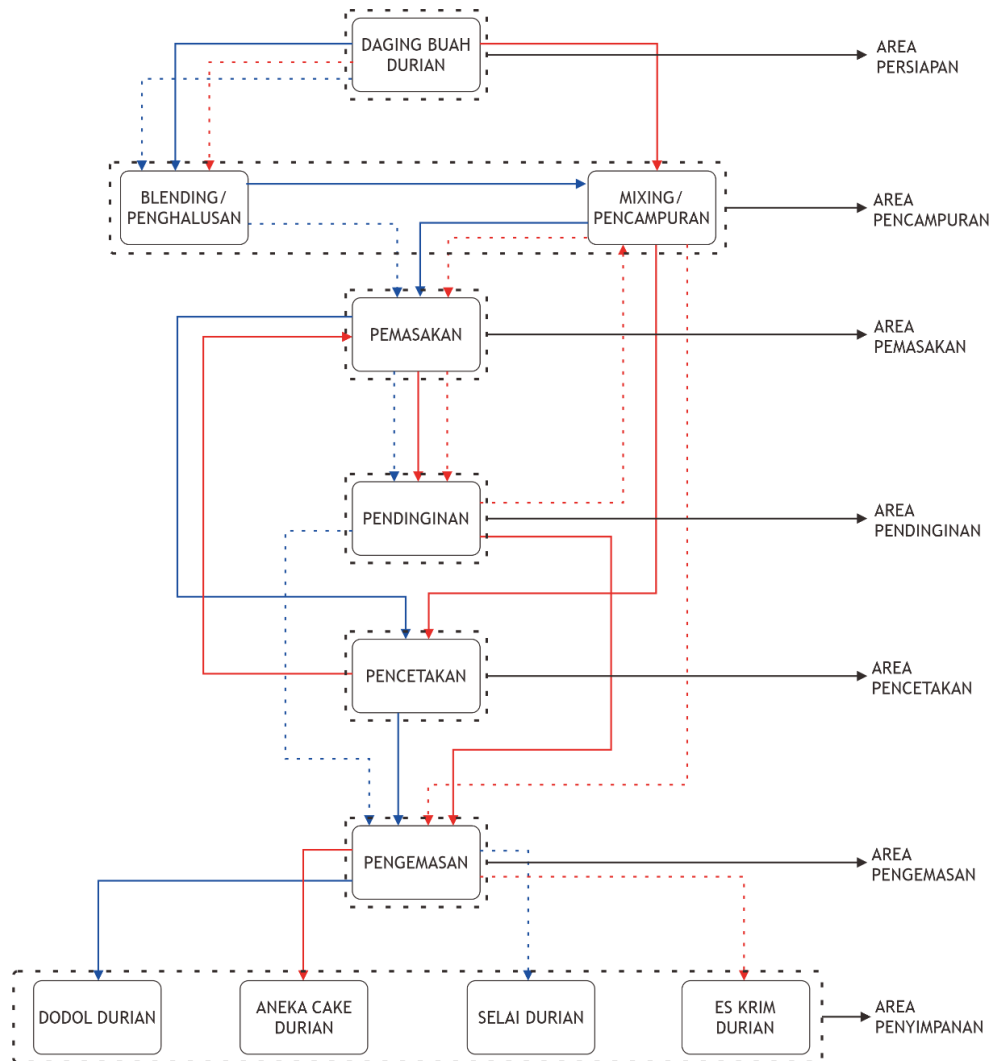 DAGING BUAH
DURIAN
AREA
PERSIAPAN
BLENDING/
PENGHALUSAN
MIXING/
PENCAMPURAN
AREA
PENCAMPURAN
PEMASAKAN
AREA
PEMASAKAN
PENDINGINAN
AREA
PENDINGINAN
PENCETAKAN
AREA
PENCETAKAN
PENGEMASAN
AREA
PENGEMASAN
DODOL DURIAN
ANEKA CAKE
DURIAN
SELAI DURIAN
ES KRIM
DURIAN
AREA
PENYIMPANAN